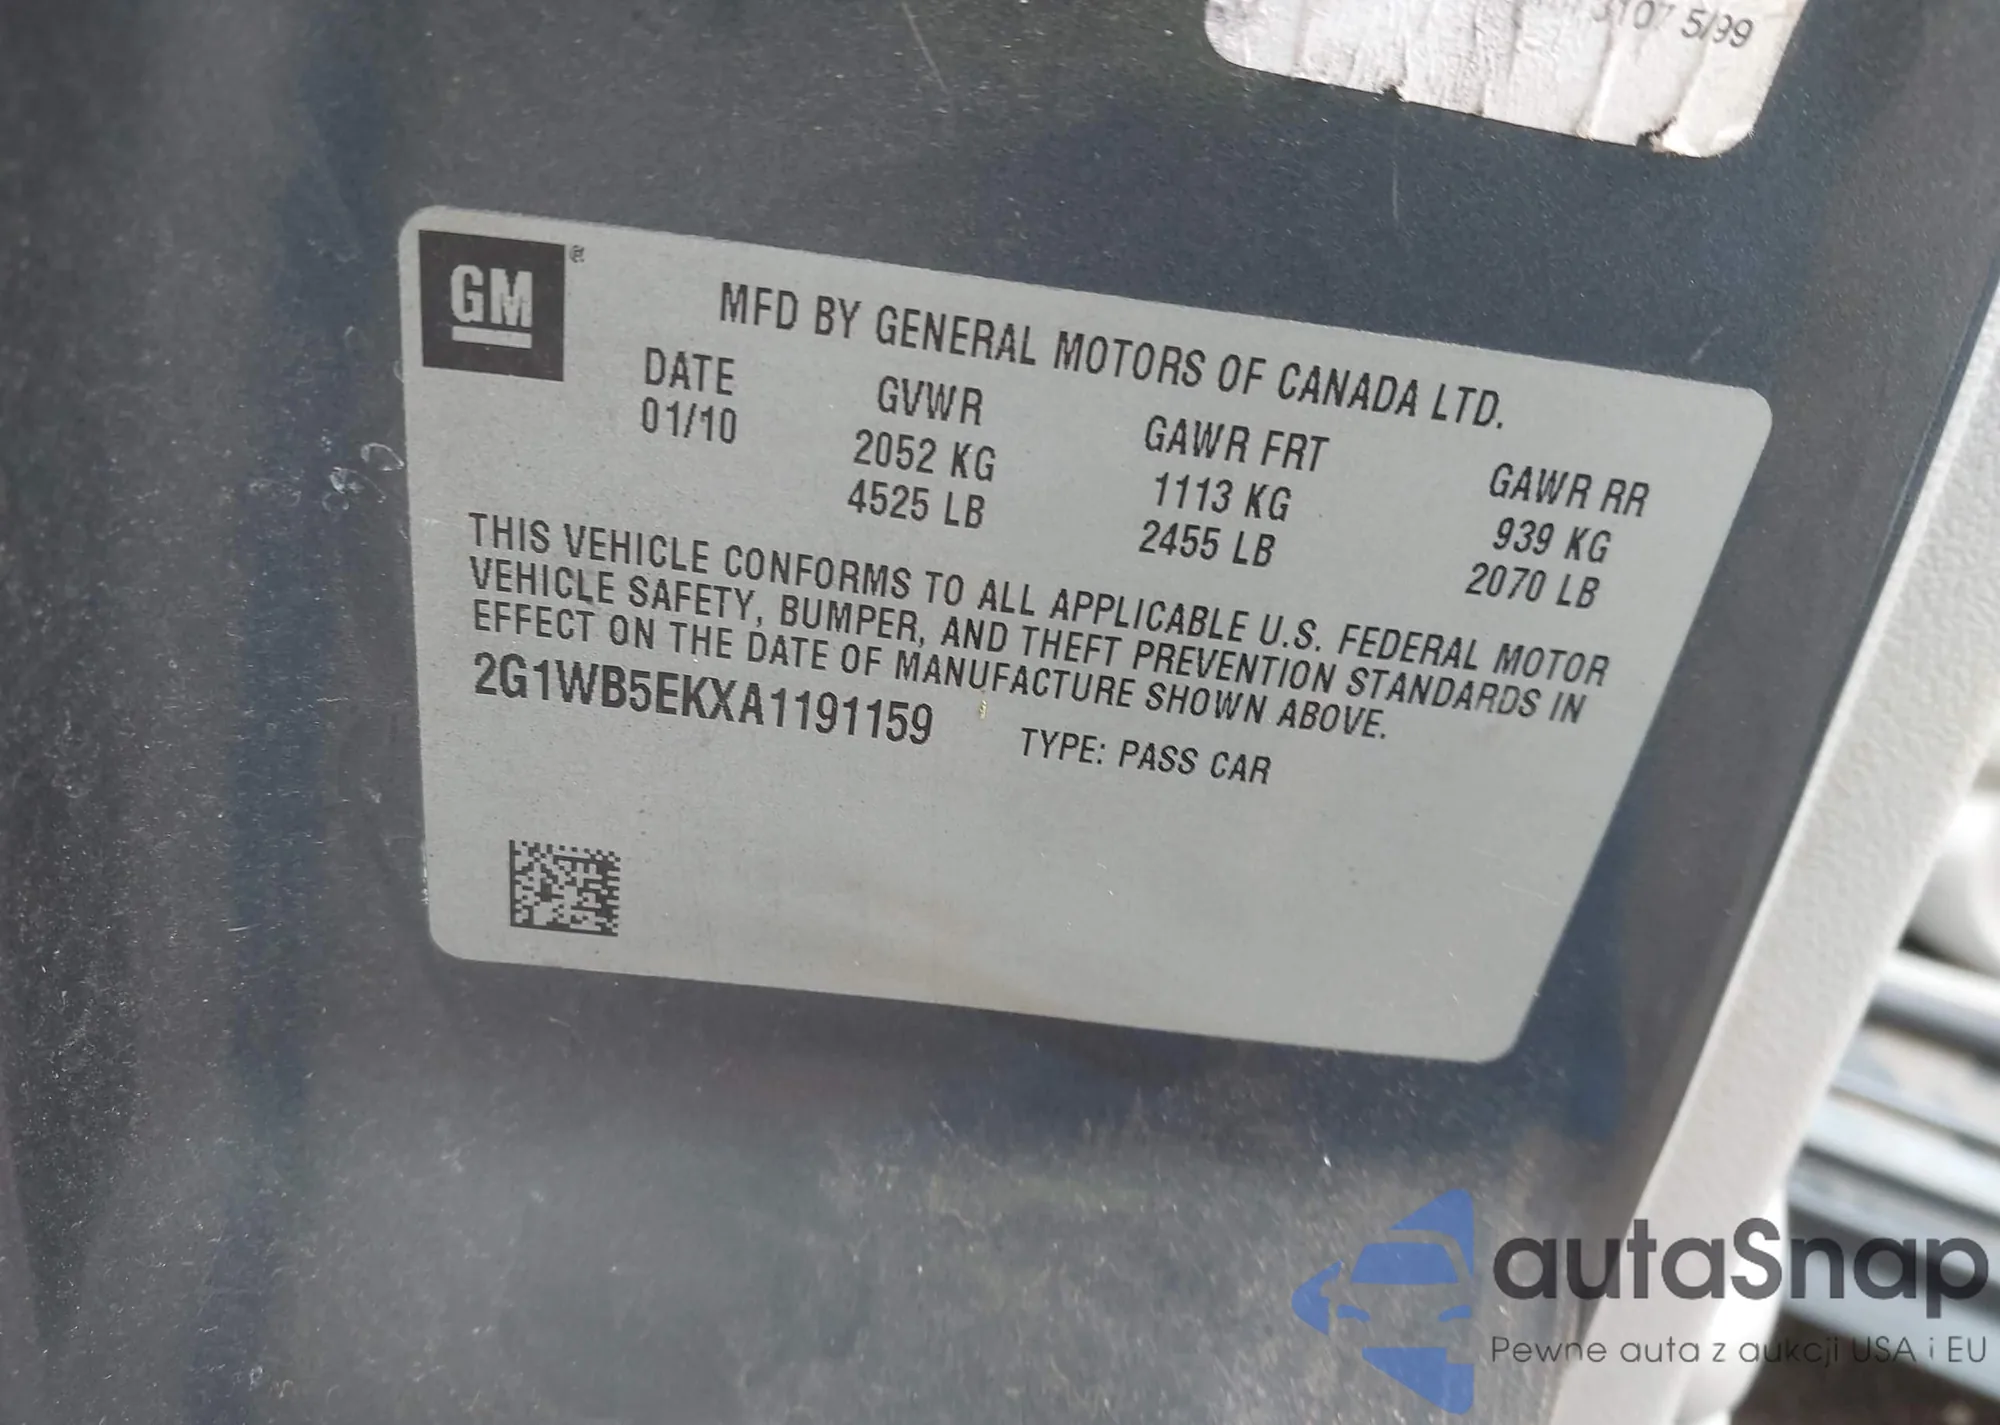 5/99
GM
MFD BY GENERAL MOTORS OF CANADA LTD.
DATE GVWR GAWR FRT GAWR RR
01/10 2052 KG 1113 KG 939 KG
4525 LB 2455 LB 2070 LB
THIS VEHICLE CONFORMS TO ALL APPLICABLE U.S. FEDERAL MOTOR
VEHICLE SAFETY, BUMPER, AND THEFT PREVENTION STANDARDS IN
EFFECT ON THE DATE OF MANUFACTURE SHOWN ABOVE.
2G1WB5EKXA1191159 TYPE: PASS CAR
autaSnap
Pewne auta z aukcji USA i EU